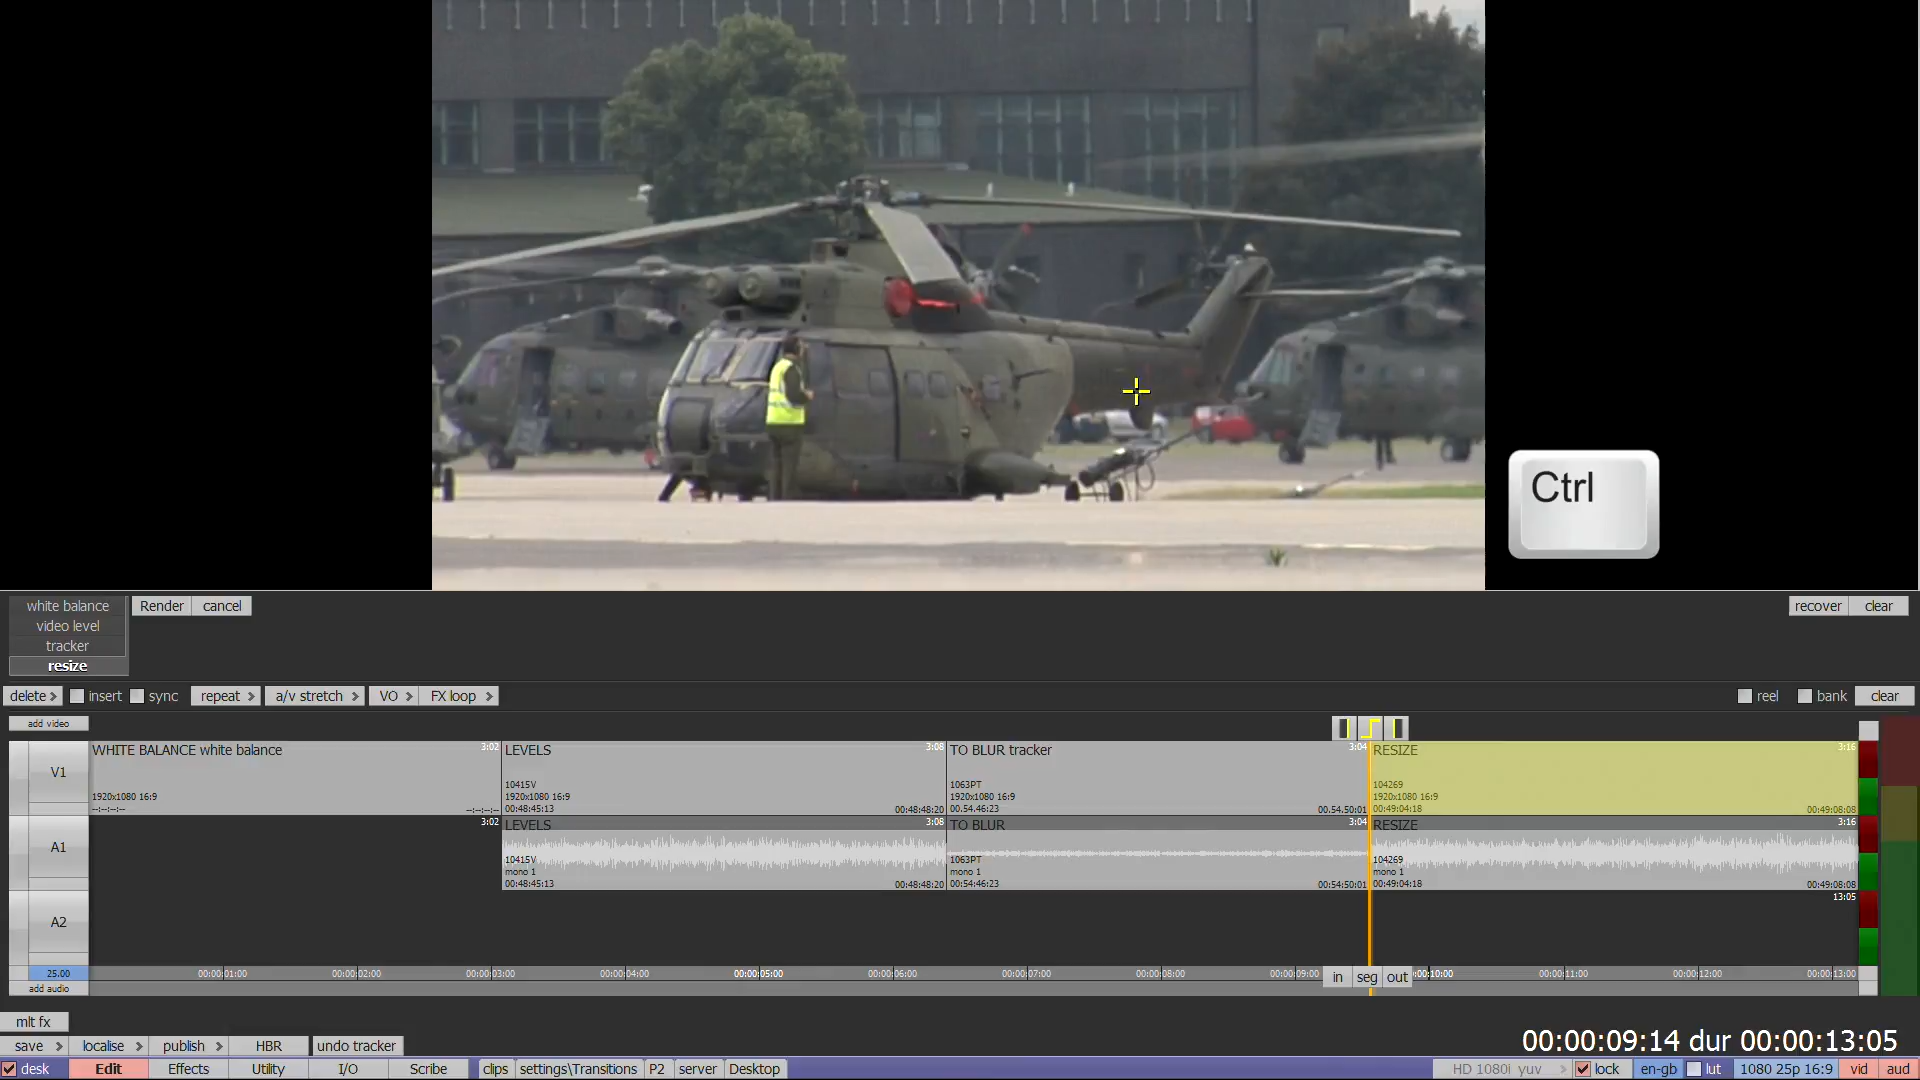 Ctrl
white balance
Render cancel recover clear
video level
tracker
resize
delete > insert sync repeat > a/v stretch > VO > FX loop > reel bank clear
add video
V1
WHITE BALANCE white balance 3:02
1920x1080 16:9
--:--:--:-- --:--:--:--
LEVELS 3:08
10415V
1920x1080 16:9
00:48:45:13 00:48:48:20
TO BLUR tracker 3:04
1063PT
1920x1080 16:9
00.54.46:23 00.54.50:01
RESIZE 3:16
104269
1920x1080 16:9
00:49:04:18 00:49:08:08
A1
3:02
LEVELS 3:08
10415V
mono 1
00:48:45:13 00:48:48:20
TO BLUR 3:04
1063PT
mono 1
00:54:46:23 00:54:50:01
RESIZE 3:16
104269
mono 1
00:49:04:18 00:49:08:08
A2
13:05
25.00 00:00:01:00 00:00:02:00 00:00:03:00 00:00:04:00 00:00:05:00 00:00:06:00 00:00:07:00 00:00:08:00 00:00:09:00 in seg out :00:10:00 00:00:11:00 00:00:12:00 00:00:13:00
add audio
mlt fx
save > localise > publish > HBR undo tracker
00:00:09:14 dur 00:00:13:05
desk Edit Effects Utility I/O Scribe clips settings\Transitions P2 server Desktop HD 1080i yuv > lock en-gb lut 1080 25p 16:9 vid aud